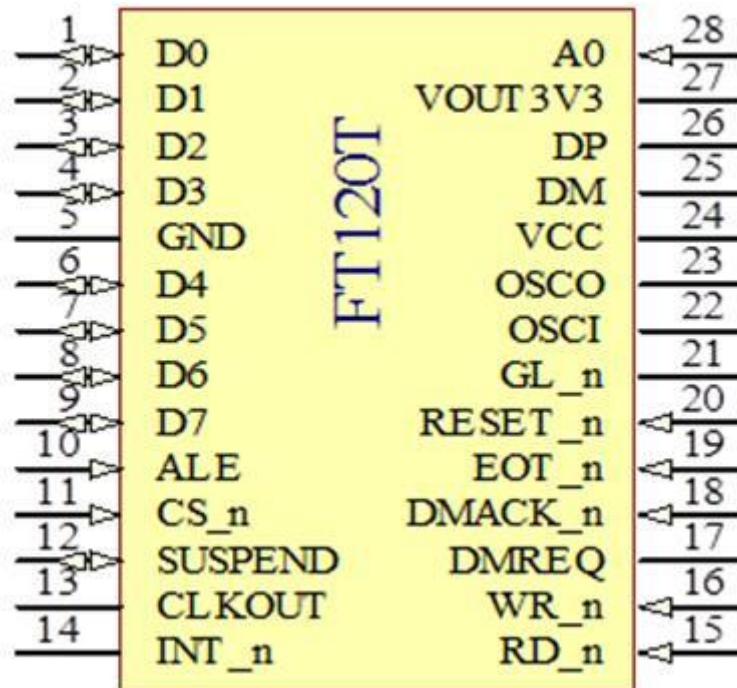 1 D0 A0 28
2 D1 VOUT3V3 27
3 D2 DP 26
4 D3 DM 25
5 GND VCC 24
6 D4 OSCO 23
7 D5 OSCI 22
8 D6 GL_n 21
9 D7 RESET_n 20
10 ALE EOT_n 19
11 CS_n DMACK_n 18
12 SUSPEND DMREQ 17
13 CLKOUT WR_n 16
14 INT_n RD_n 15
FT120T